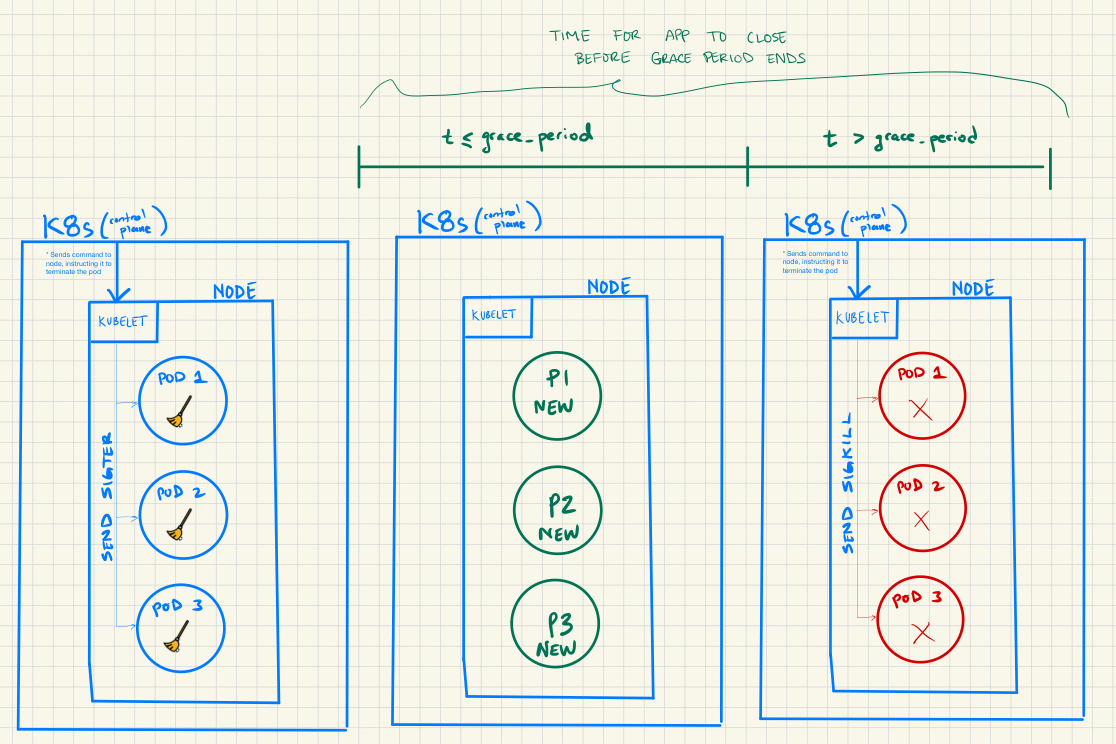 TIME FOR APP TO CLOSE
BEFORE GRACE PERIOD ENDS
t ≤ grace_period
t > grace_period
K8s (control plane)
* Sends command to
node, instructing it to
terminate the pod
NODE
KUBELET
SEND SIGTER
POD 1
POD 2
POD 3
K8s (control plane)
NODE
KUBELET
P1
NEW
P2
NEW
P3
NEW
K8s (control plane)
* Sends command to
node, instructing it to
terminate the pod
NODE
KUBELET
SEND SIGKILL
POD 1
POD 2
POD 3